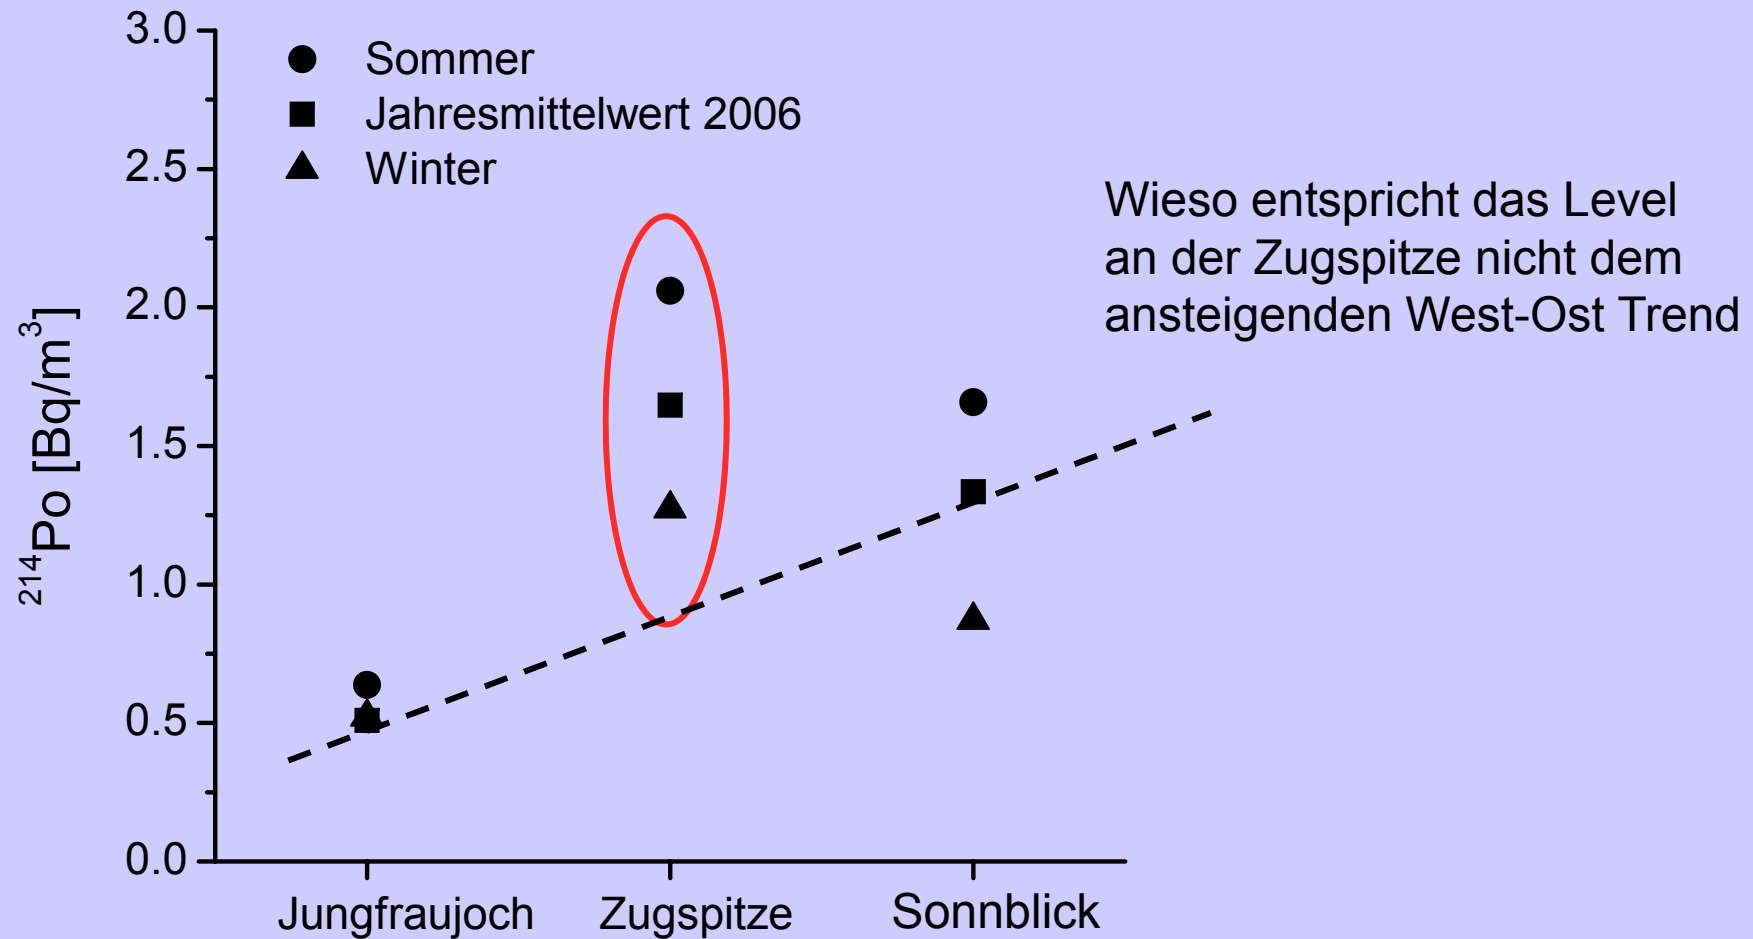 3.0
Sommer
Jahresmittelwert 2006
2.5
Winter
Wieso entspricht das Level
an der Zugspitze nicht dem
ansteigenden West-Ost Trend
2.0
1.5
1.0
0.5
0.0
²¹⁴Po [Bq/m³]
Jungfraujoch
Zugspitze
Sonnblick